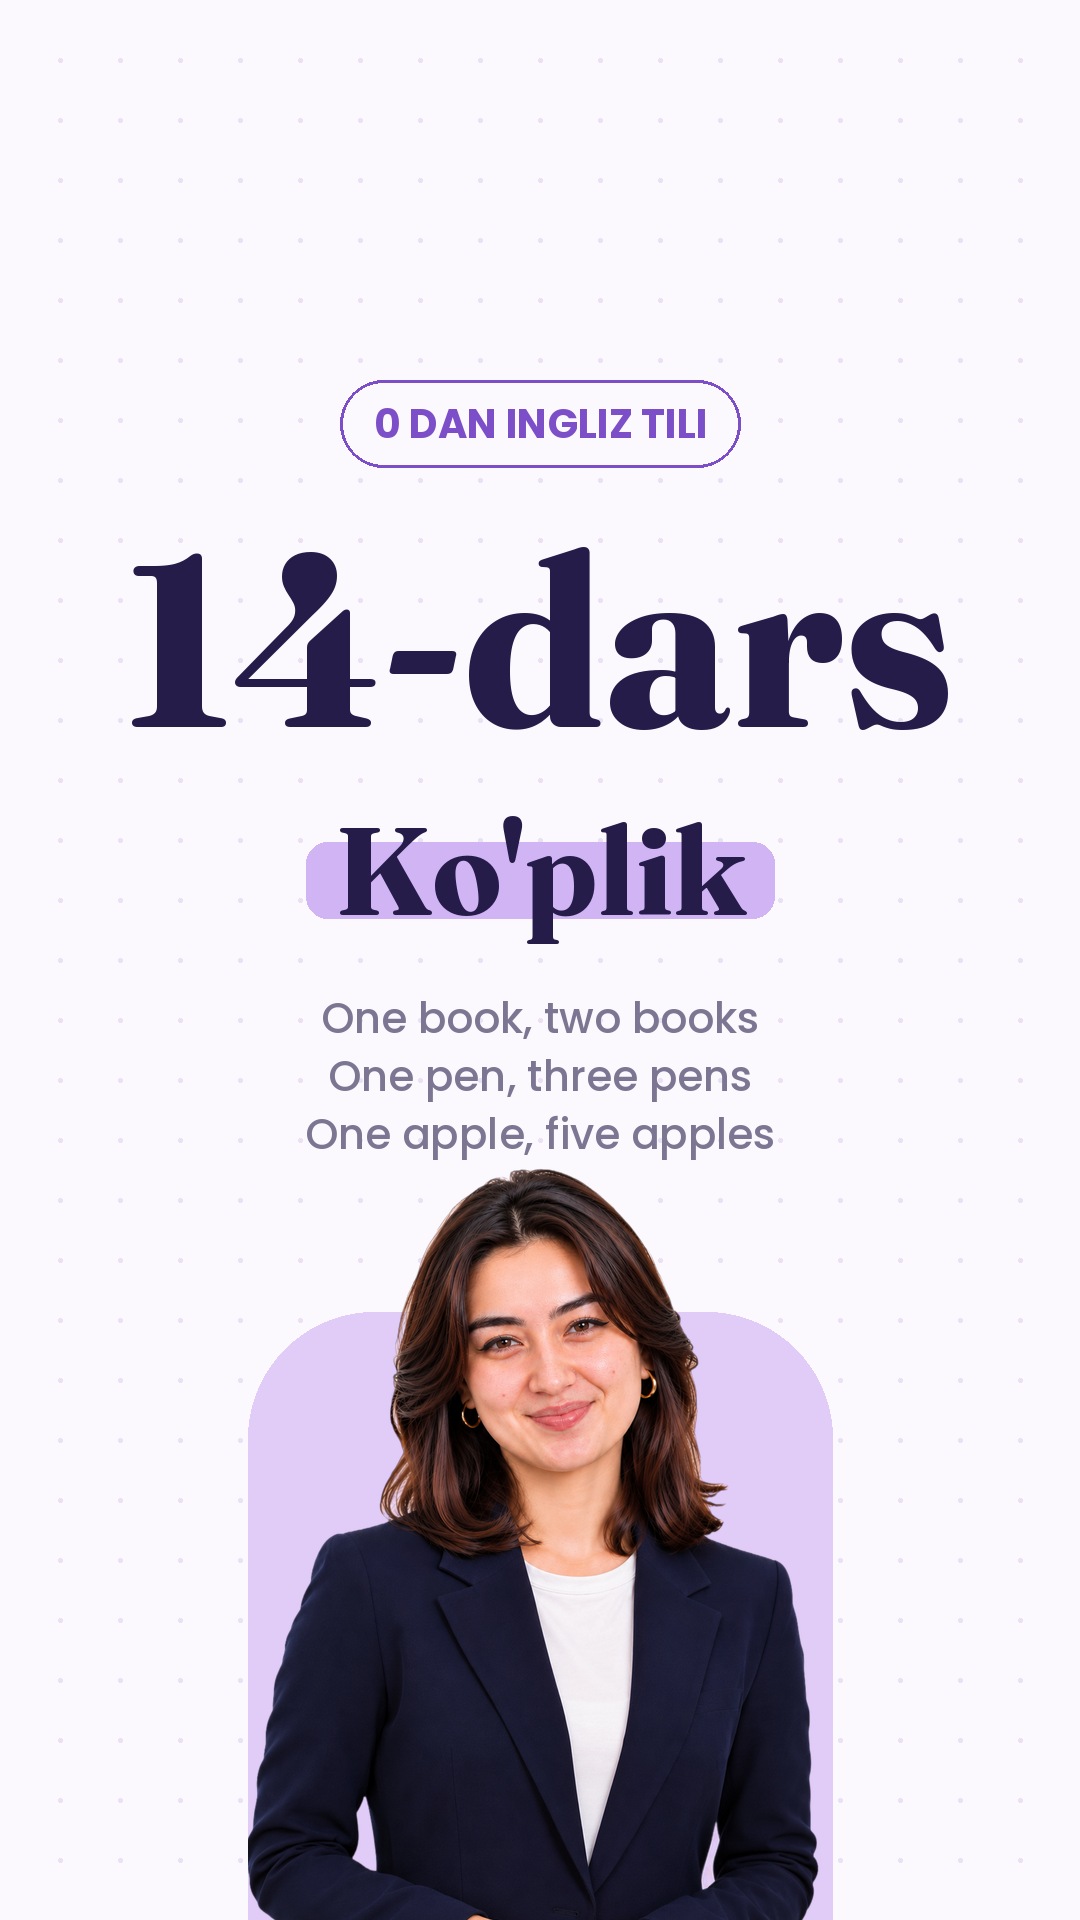 0 DAN INGLIZ TILI
14-dars
Ko'plik
One book, two books
One pen, three pens
One apple, five apples